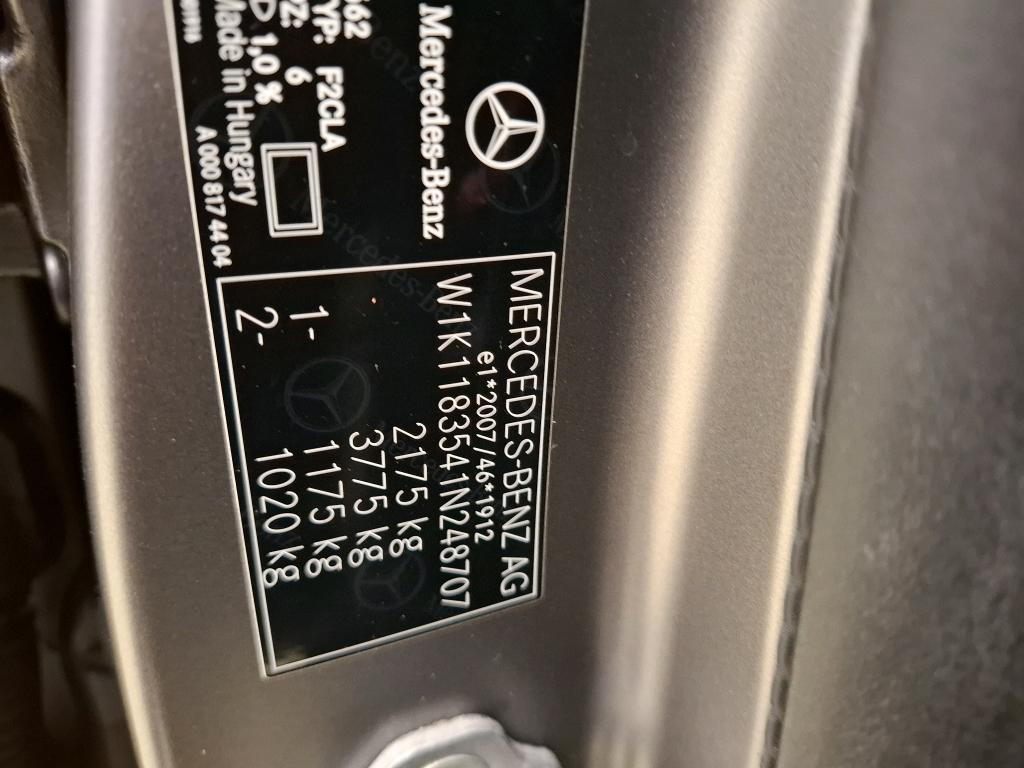 MERCEDES-BENZ AG
e1*2007/46*1912
W1K1183541N248707
2175 kg
3775 kg
1- 1175 kg
2- 1020 kg
Mercedes-Benz
TYP: F2CLA
6
1,0 %
Made in Hungary
A 000 817 44 04